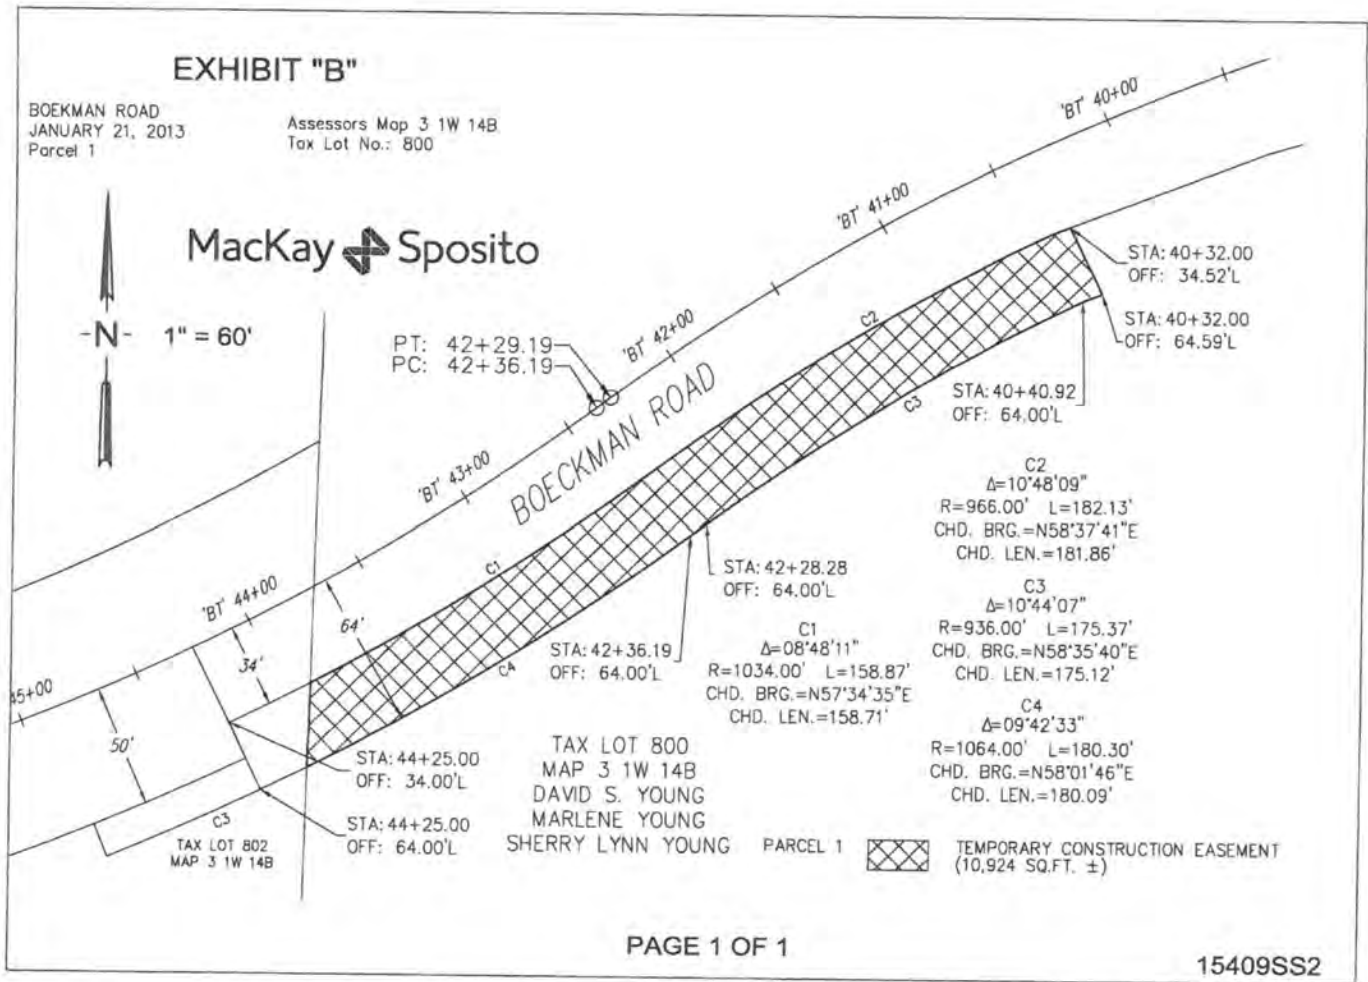 EXHIBIT "B"
BOEKMAN ROAD
JANUARY 21, 2013
Parcel 1
Assessors Map 3 1W 14B
Tax Lot No.: 800
MacKay Sposito
-N- 1" = 60'
'BT' 40+00
'BT' 41+00
'BT' 42+00
'BT' 43+00
'BT' 44+00
45+00
PT: 42+29.19
PC: 42+36.19
BOECKMAN ROAD
C2
C3
C1
C4
STA: 40+32.00
OFF: 34.52'L
STA: 40+32.00
OFF: 64.59'L
STA: 40+40.92
OFF: 64.00'L
STA: 42+28.28
OFF: 64.00'L
STA: 42+36.19
OFF: 64.00'L
64'
34'
50'
STA: 44+25.00
OFF: 34.00'L
STA: 44+25.00
OFF: 64.00'L
C3
TAX LOT 802
MAP 3 1W 14B
C2
Δ=10°48'09"
R=966.00' L=182.13'
CHD. BRG.=N58°37'41"E
CHD. LEN.=181.86'
C3
Δ=10°44'07"
R=936.00' L=175.37'
CHD. BRG.=N58°35'40"E
CHD. LEN.=175.12'
C1
Δ=08°48'11"
R=1034.00' L=158.87'
CHD. BRG.=N57°34'35"E
CHD. LEN.=158.71'
C4
Δ=09°42'33"
R=1064.00' L=180.30'
CHD. BRG.=N58°01'46"E
CHD. LEN.=180.09'
TAX LOT 800
MAP 3 1W 14B
DAVID S. YOUNG
MARLENE YOUNG
SHERRY LYNN YOUNG
PARCEL 1
TEMPORARY CONSTRUCTION EASEMENT
(10,924 SQ.FT. ±)
PAGE 1 OF 1
15409SS2